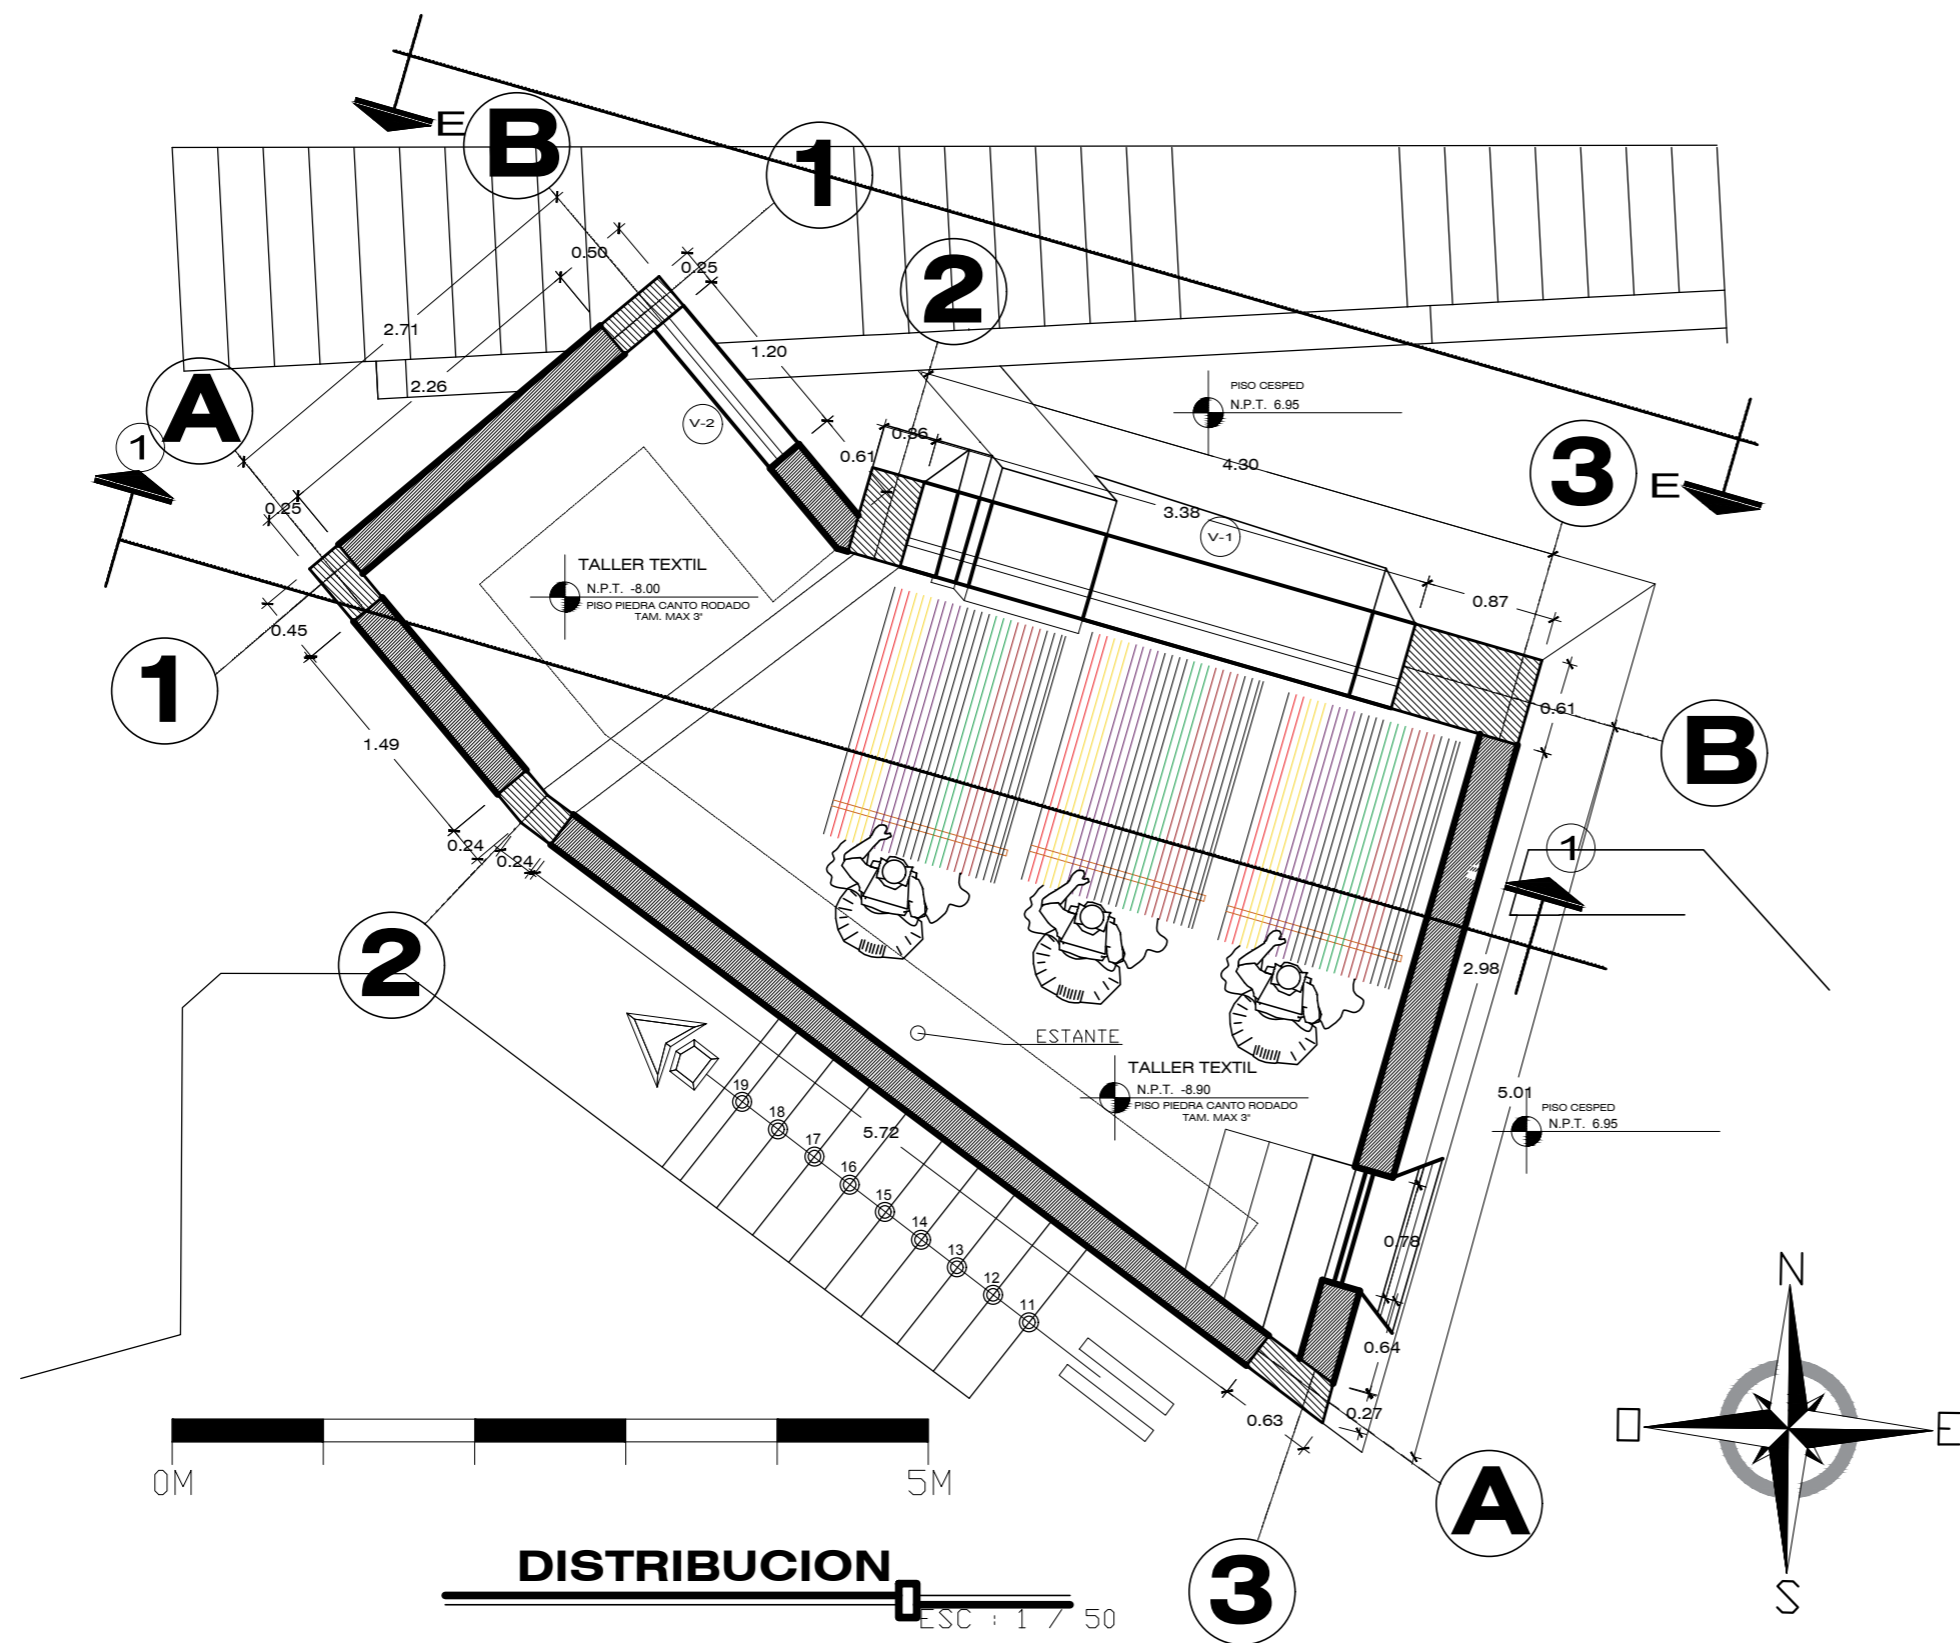 E
B
1
0.50
0.25
2
2.71
1.20
2.26
PISO CESPED
N.P.T. 6.95
A
1
V-2
0.36
0.61
4.30
3
E
0.25
3.38
V-1
TALLER TEXTIL
N.P.T. -8.00
PISO PIEDRA CANTO RODADO
TAM. MAX 3"
0.87
0.45
1
0.61
1.49
B
0.24
0.24
1
2
2.98
ESTANTE
TALLER TEXTIL
N.P.T. -8.90
PISO PIEDRA CANTO RODADO
TAM. MAX 3"
5.01
PISO CESPED
N.P.T. 6.95
19
18
17
16
15
14
13
12
11
5.72
0.78
0.64
0.63
0.27
N
O
E
S
0M
5M
A
3
DISTRIBUCION
ESC : 1 / 50